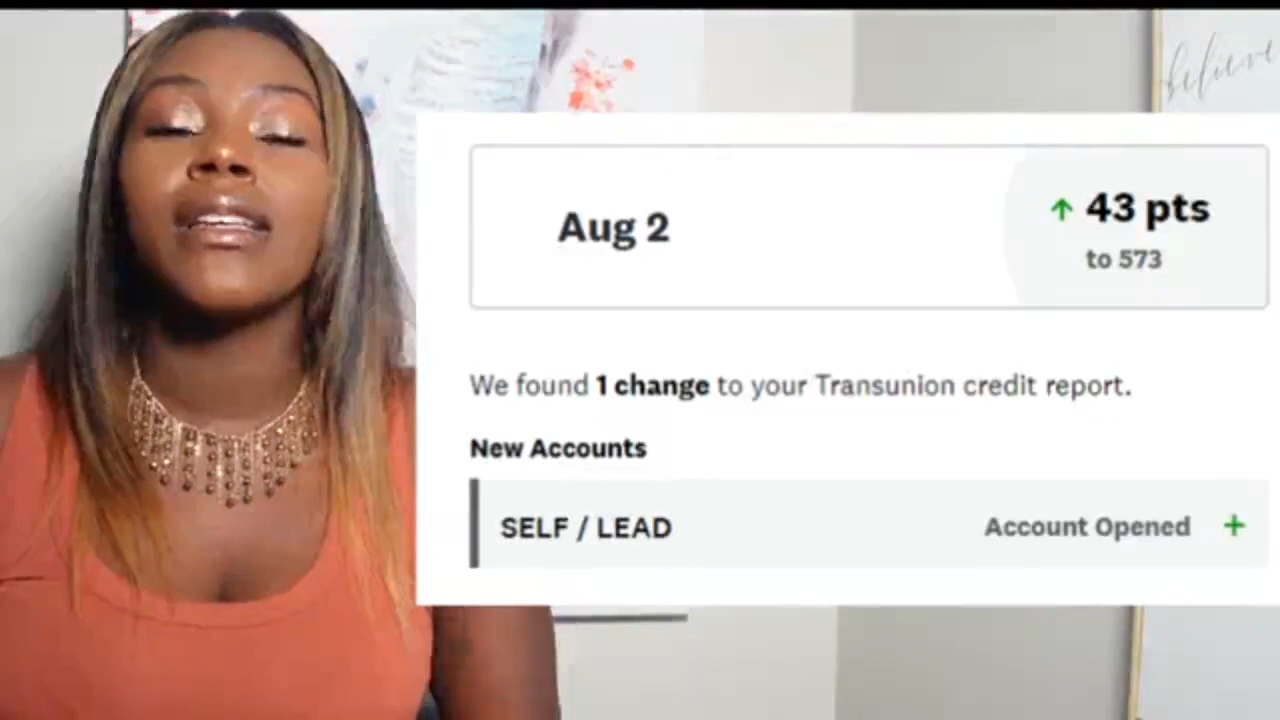 believe
Aug 2
↑ 43 pts
to 573
We found 1 change to your Transunion credit report.
New Accounts
SELF / LEAD
Account Opened +